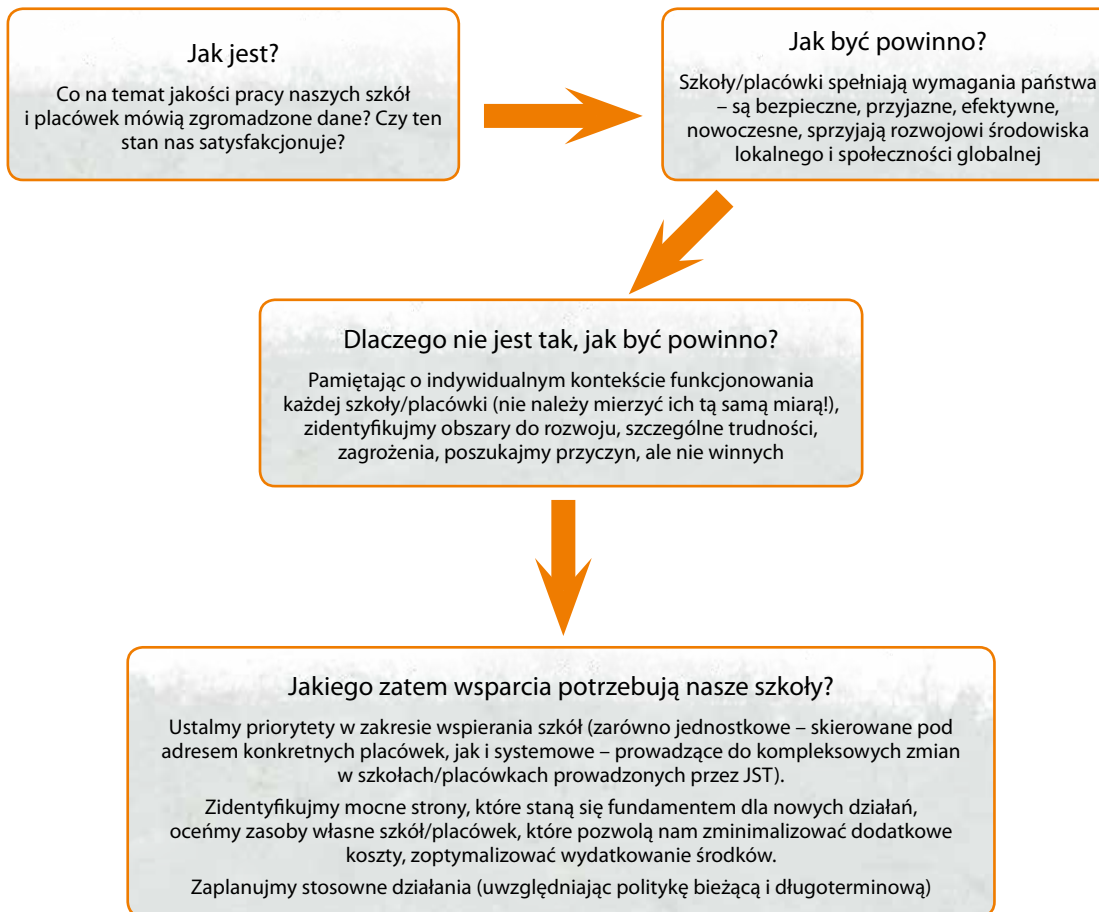 Jak jest?
Co na temat jakości pracy naszych szkół
i placówek mówią zgromadzone dane? Czy ten
stan nas satysfakcjonuje?
Jak być powinno?
Szkoły/placówki spełniają wymagania państwa
– są bezpieczne, przyjazne, efektywne,
nowoczesne, sprzyjają rozwojowi środowiska
lokalnego i społeczności globalnej
Dlaczego nie jest tak, jak być powinno?
Pamiętając o indywidualnym kontekście funkcjonowania
każdej szkoły/placówki (nie należy mierzyć ich tą samą miarą!),
zidentyfikujmy obszary do rozwoju, szczególne trudności,
zagrożenia, poszukajmy przyczyn, ale nie winnych
Jakiego zatem wsparcia potrzebują nasze szkoły?
Ustalmy priorytety w zakresie wspierania szkół (zarówno jednostkowe – skierowane pod
adresem konkretnych placówek, jak i systemowe – prowadzące do kompleksowych zmian
w szkołach/placówkach prowadzonych przez JST).
Zidentyfikujmy mocne strony, które staną się fundamentem dla nowych działań,
oceńmy zasoby własne szkół/placówek, które pozwolą nam zminimalizować dodatkowe
koszty, zoptymalizować wydatkowanie środków.
Zaplanujmy stosowne działania (uwzględniając politykę bieżącą i długoterminową)